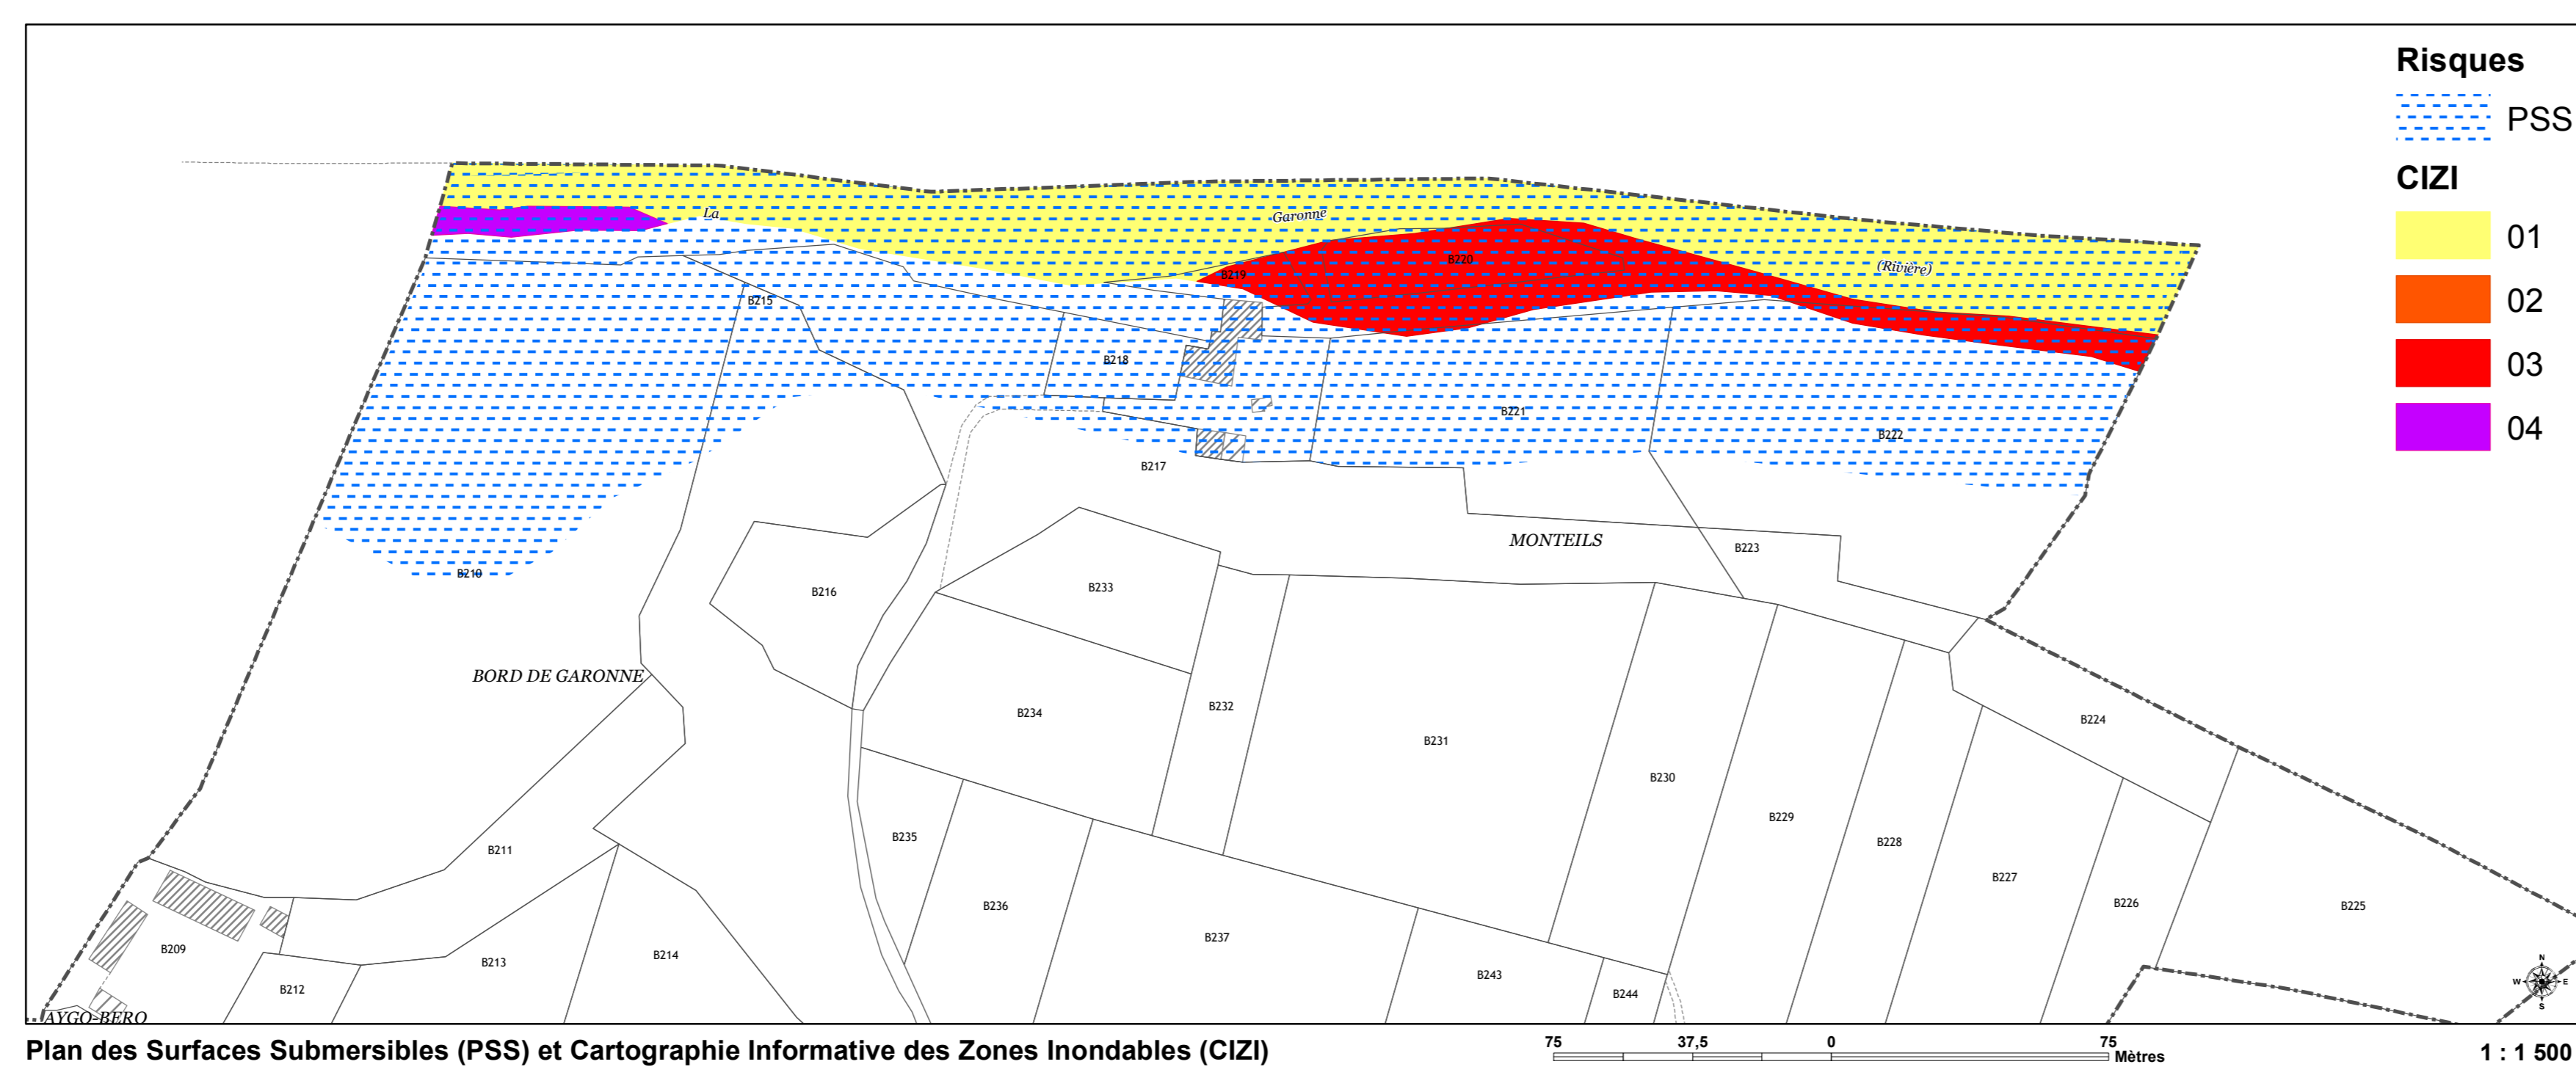 Risques
PSS
CIZI
01
02
03
04
La
Garonne
(Rivière)
B219
B220
B215
B218
B221
B222
B217
MONTEILS
B223
B210
B216
B233
BORD DE GARONNE
B234
B232
B231
B224
B230
B229
B235
B228
B211
B227
B236
B226
B225
B237
B209
B213
B214
B243
B212
B244
AYGO-BERO
N
W E
S
Plan des Surfaces Submersibles (PSS) et Cartographie Informative des Zones Inondables (CIZI)
75 37,5 0 75
Mètres
1 : 1 500